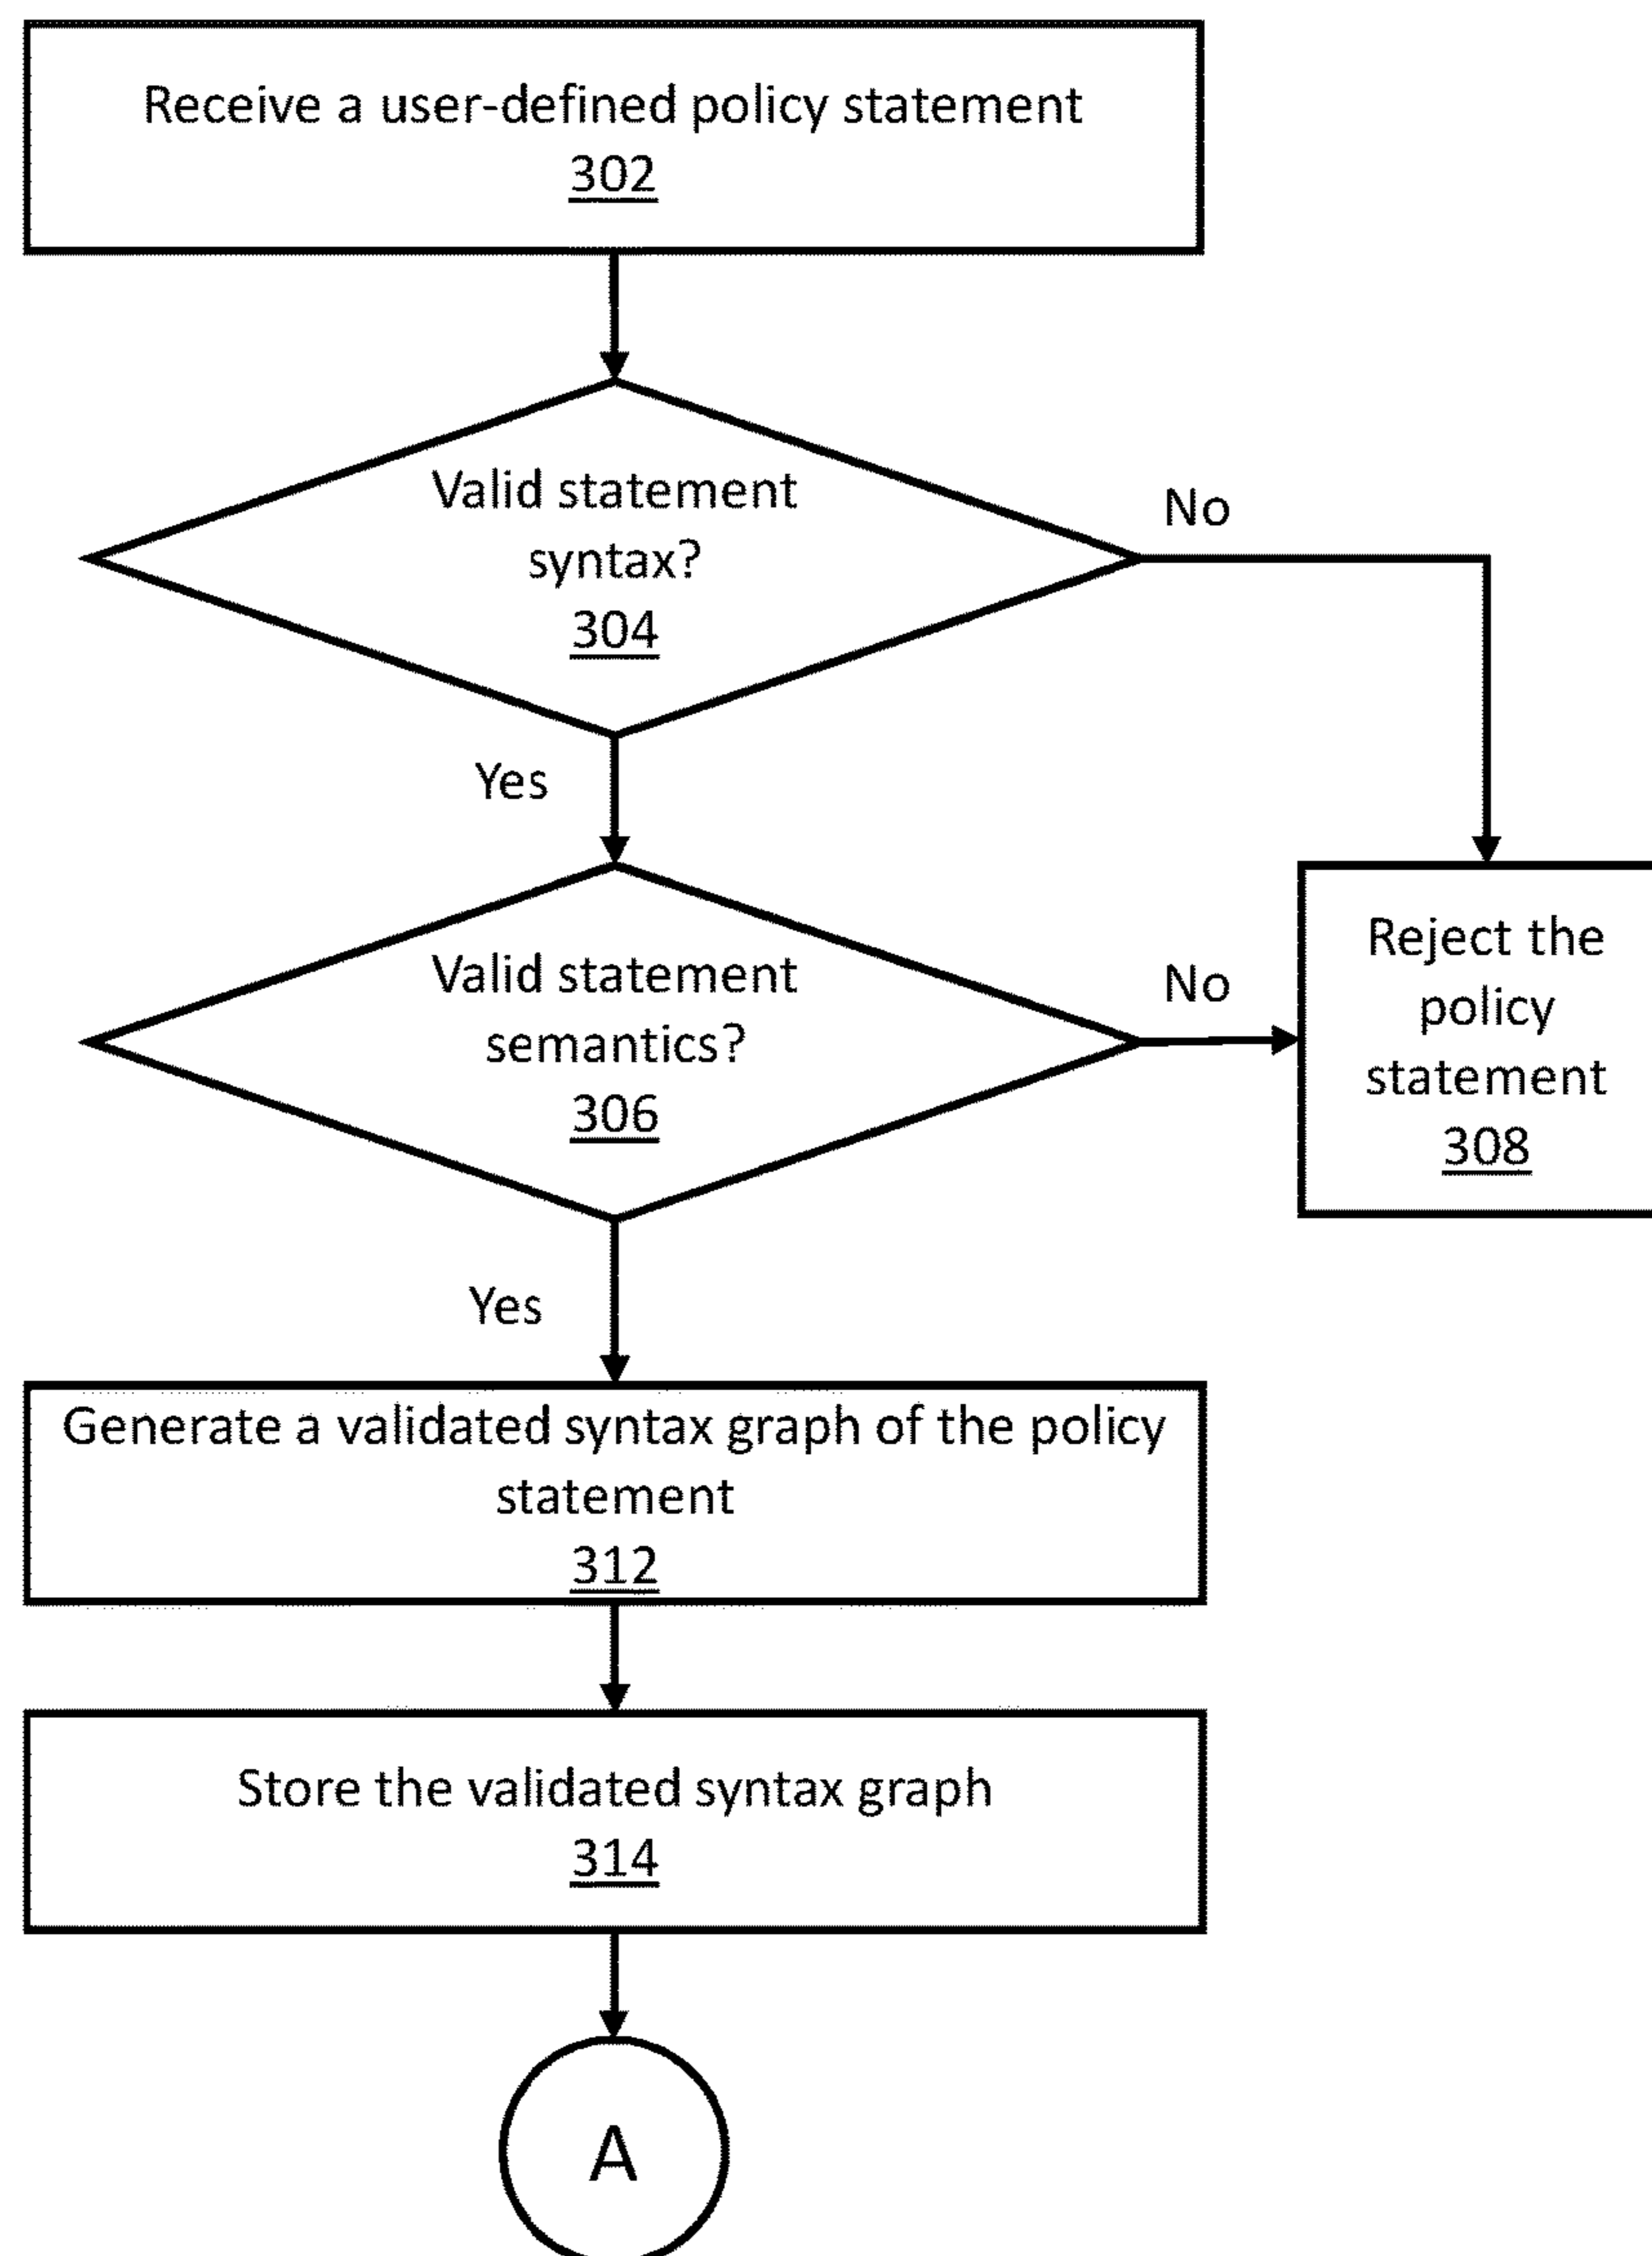 Receive a user-defined policy statement
302
Valid statement
syntax?
304
No
Yes
Valid statement
semantics?
306
No
Reject the
policy
statement
308
Yes
Generate a validated syntax graph of the policy
statement
312
Store the validated syntax graph
314
A